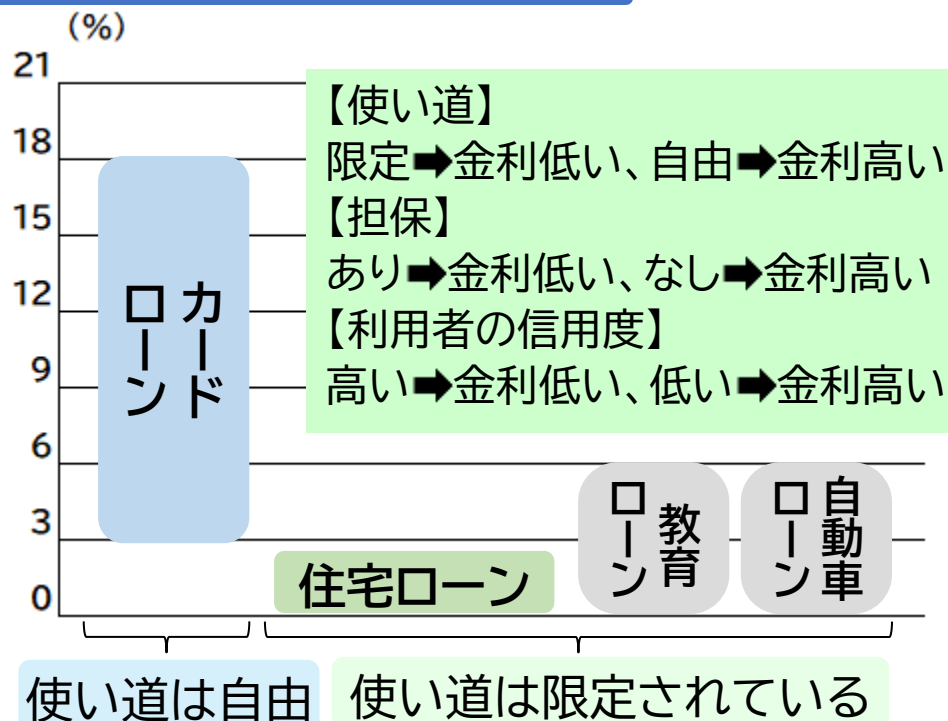 (%)
21
18
15
12
9
6
3
0
【使い道】
限定➡金利低い、自由➡金利高い
【担保】
あり➡金利低い、なし➡金利高い
【利用者の信用度】
高い➡金利低い、低い➡金利高い
カード
ローン
住宅ローン
教育
ローン
自動車
ローン
使い道は自由
使い道は限定されている